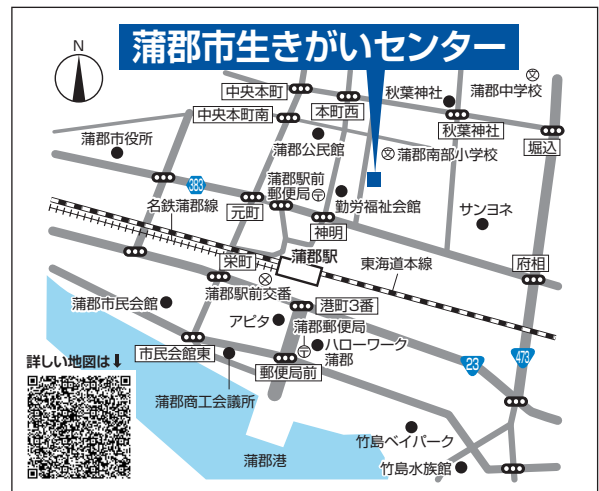 蒲郡市生きがいセンター
N
中央本町
秋葉神社
蒲郡中学校
中央本町南
本町西
秋葉神社
堀込
蒲郡市役所
蒲郡公民館
蒲郡南部小学校
383
蒲郡駅前
郵便局
勤労福祉会館
名鉄蒲郡線
元町
神明
サンヨネ
栄町
蒲郡駅
東海道本線
府相
蒲郡市民会館
蒲郡駅前交番
港町3番
アピタ
蒲郡郵便局
ハローワーク
蒲郡
詳しい地図は⬇
市民会館東
郵便局前
23
473
蒲郡商工会議所
竹島ベイパーク
蒲郡港
竹島水族館